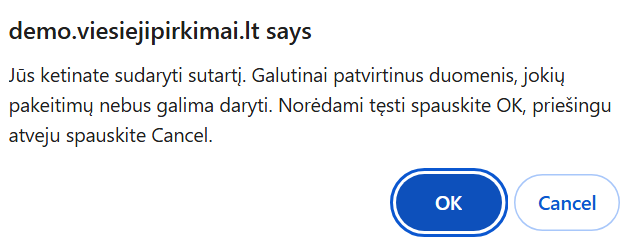 demo.viesiejipirkimai.lt says
Jūs ketinate sudaryti sutartį. Galutinai patvirtinus duomenis, jokių
pakeitimų nebus galima daryti. Norėdami tęsti spauskite OK, priešingu
atveju spauskite Cancel.
OK Cancel